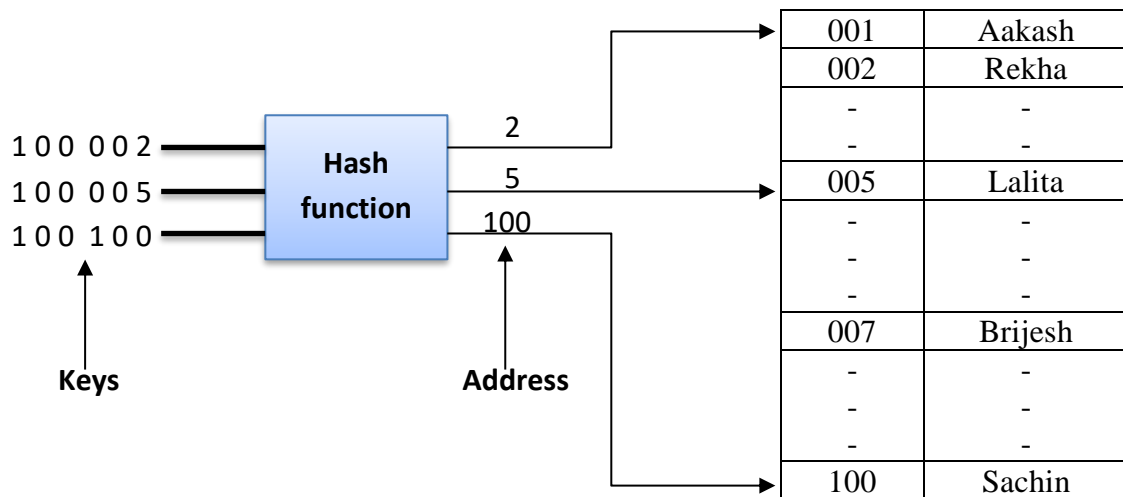 001 Aakash
002 Rekha
- -
- -
005 Lalita
- -
- -
- -
007 Brijesh
- -
- -
- -
100 Sachin
1 0 0 0 0 2
1 0 0 0 0 5
1 0 0 1 0 0
Hash
function
2
5
100
Keys
Address